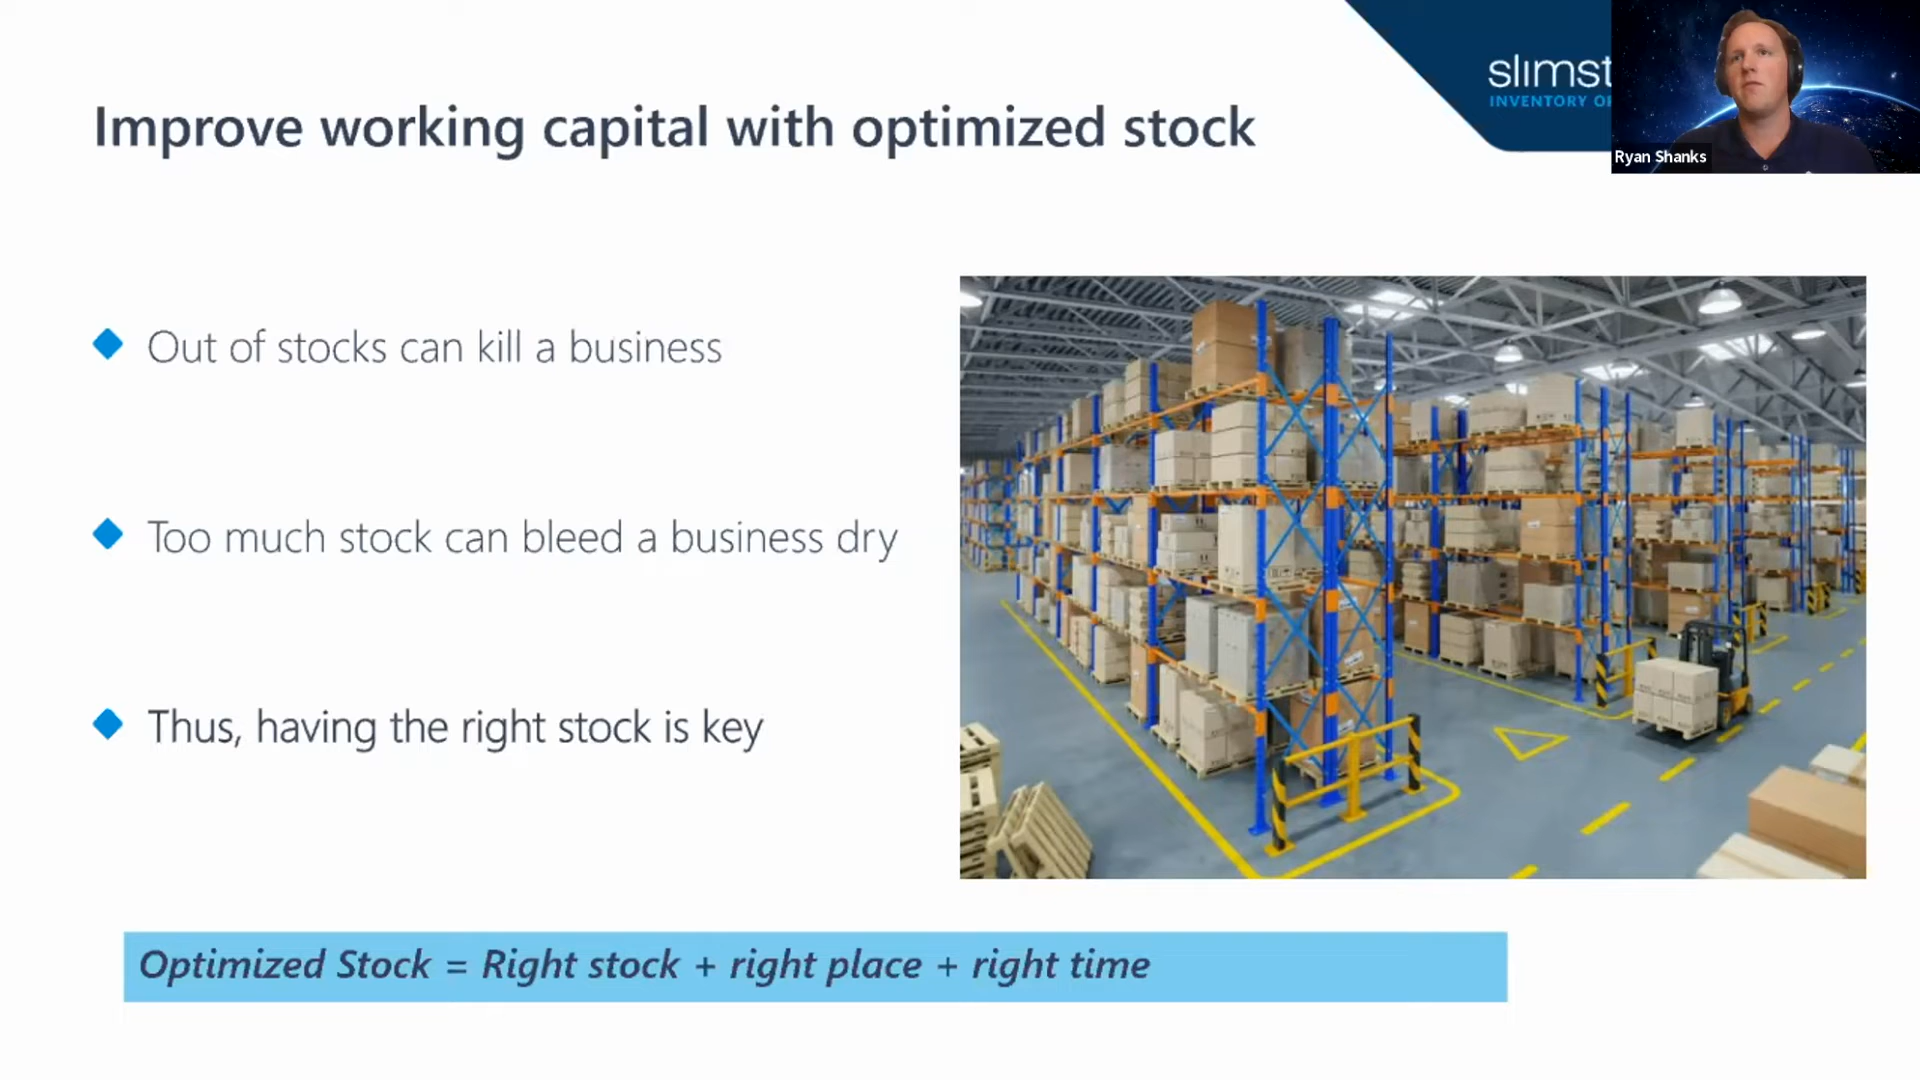 Improve working capital with optimized stock
slimst
INVENTORY OP
Ryan Shanks
Out of stocks can kill a business
Too much stock can bleed a business dry
Thus, having the right stock is key
Optimized Stock = Right stock + right place + right time